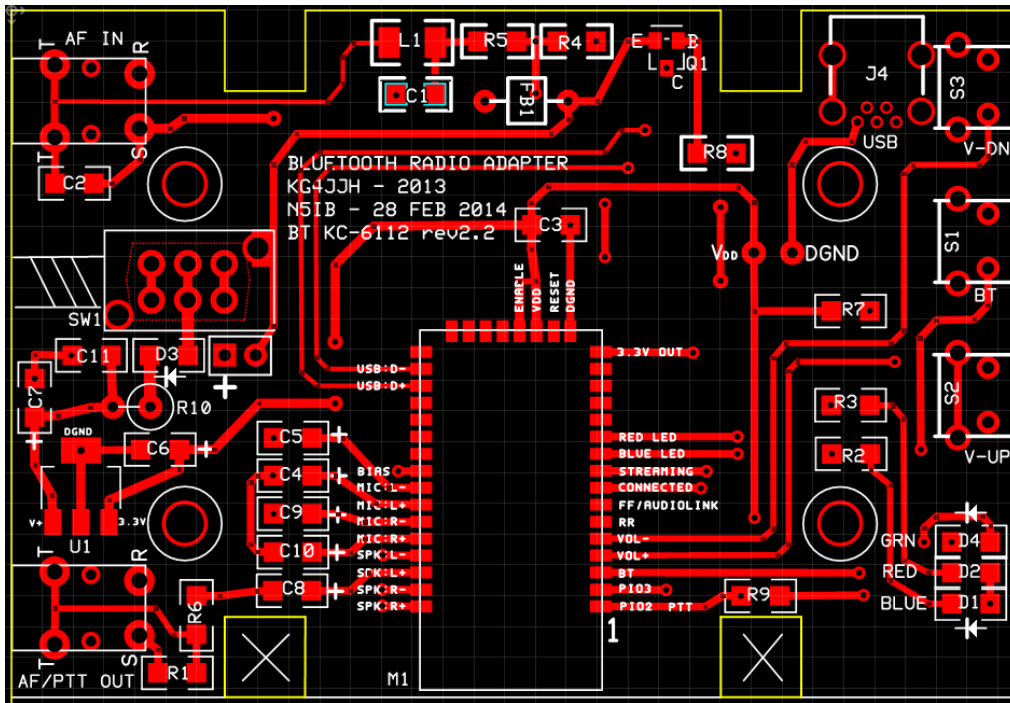 AF IN
T
R
L1
R5
R4
E
B
Q1
C
J4
S3
C1
FB1
USB
V-DN
T
S
R8
C2
BLUETOOTH RADIO ADAPTER
KG4JJH - 2013
N5IB - 28 FEB 2014
BT KC-6112 rev2.2
C3
VDD
DGND
S1
BT
ENABLE
VDD
RESET
DGND
SW1
R7
C11
D3
+
3.3V OUT
USB:D-
USB:D+
C7
+
R10
R3
S2
DGND
C6
+
C5
+
RED LED
BLUE LED
R2
V-UP
BIAS
C4
+
MIC:L-
STREAMING
CONNECTED
MIC:L+
C9
+
MIC:R-
FF/AUDIOLINK
RR
V+
3.3V
U1
MIC:R+
VOL-
GRN
D4
C10
+
SPK:L-
VOL+
T
R
SPK:L+
BT
RED
D2
C8
+
SPK:R-
PIO3
R6
SPK:R+
PIO2 PTT
R9
BLUE
D1
1
T
S
AF/PTT OUT
R1
M1